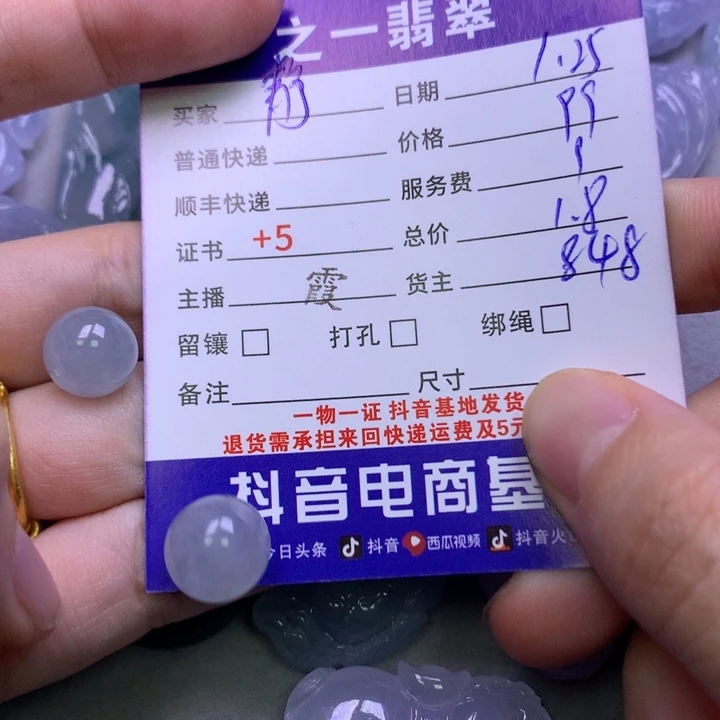 之一翡翠
买家 静 日期 1.25
普通快递 价格 99
顺丰快递 服务费 9
证书 +5 总价 1.8
主播 霞 货主 848
留镶 打孔 绑绳
备注 尺寸
一物一证 抖音基地发货
退货需承担来回快递运费及5元
抖音电商基
今日头条 抖音 西瓜视频 抖音火